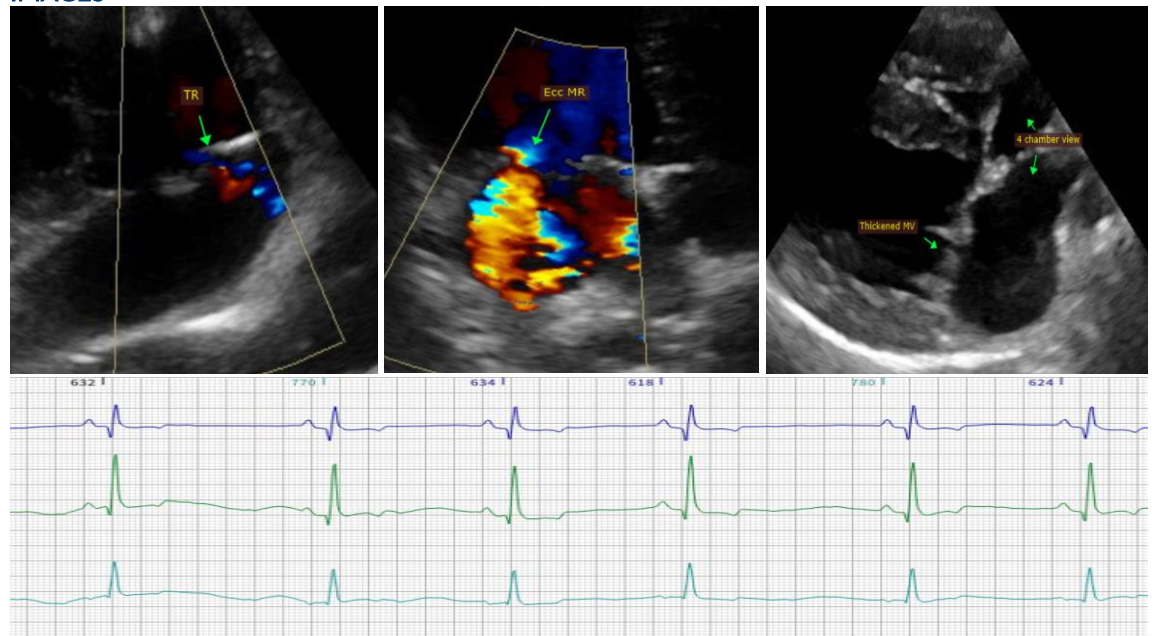 IMAGES
TR
Ecc MR
4 chamber view
Thickened MV
632
770
634
618
780
624